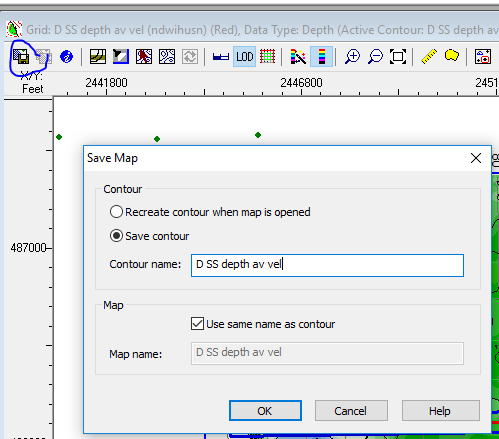 Grid: D SS depth av vel (ndwihusn) (Red), Data Type: Depth (Active Contour: D SS depth av
LOD
X/Y:
Feet
2441800
2446800
2451
Save Map
Contour
Recreate contour when map is opened
Save contour
Contour name:
D SS depth av vel
487000
Map
Use same name as contour
Map name:
D SS depth av vel
OK
Cancel
Help